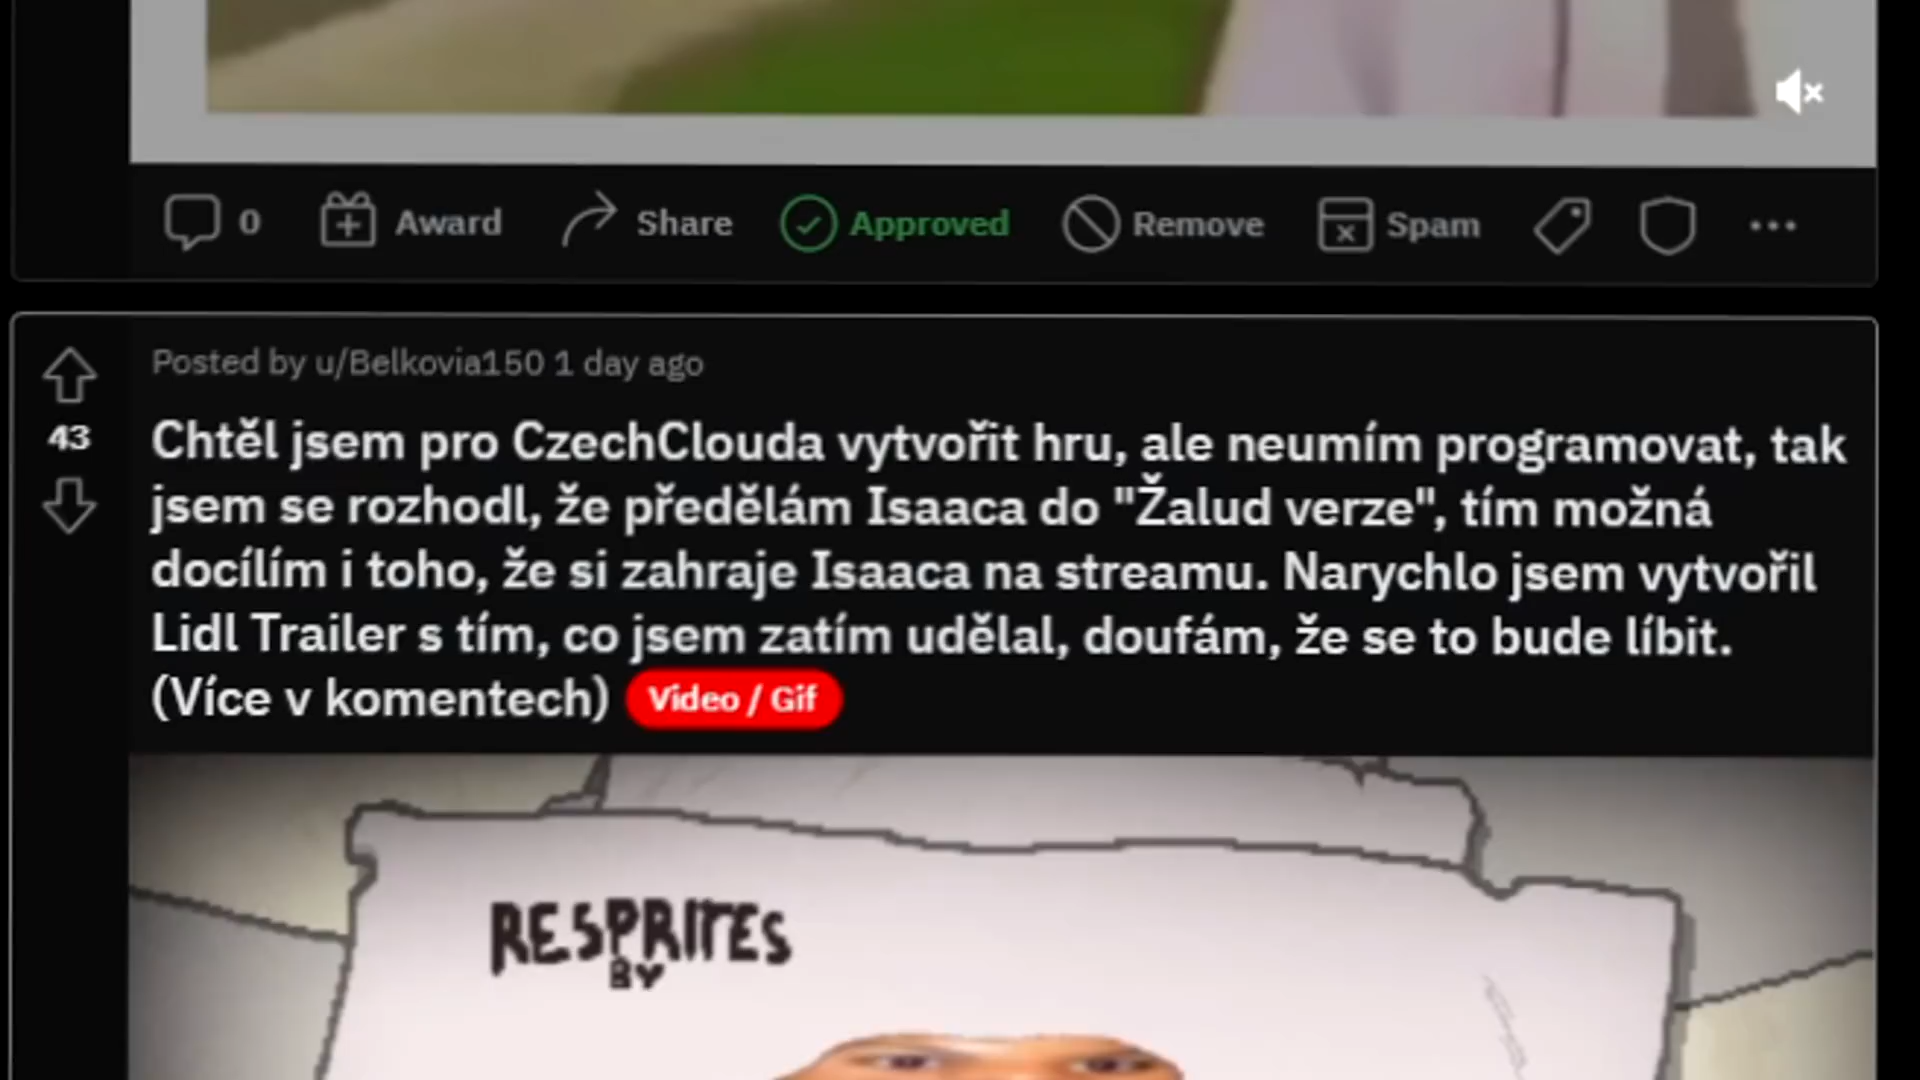 0 Award Share Approved Remove Spam
Posted by u/Belkovia150 1 day ago
43
Chtěl jsem pro CzechClouda vytvořit hru, ale neumím programovat, tak
jsem se rozhodl, že předělám Isaaca do "Žalud verze", tím možná
docílím i toho, že si zahraje Isaaca na streamu. Narychlo jsem vytvořil
Lidl Trailer s tím, co jsem zatím udělal, doufám, že se to bude líbit.
(Více v komentech) Video / Gif
RESPRITES
BY